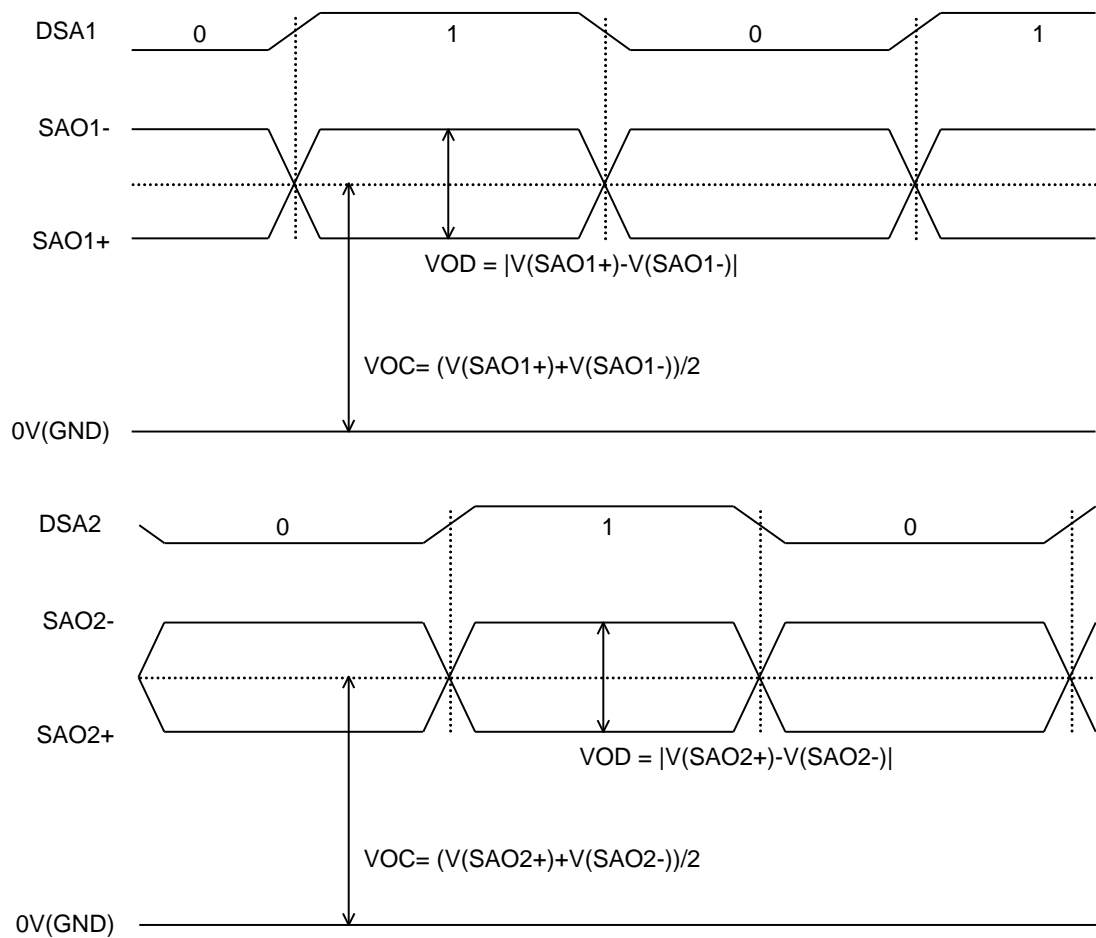 DSA1 0 1 0 1
SAO1-
SAO1+
VOD = |V(SAO1+)-V(SAO1-)|
VOC= (V(SAO1+)+V(SAO1-))/2
0V(GND)
DSA2 0 1 0
SAO2-
SAO2+
VOD = |V(SAO2+)-V(SAO2-)|
VOC= (V(SAO2+)+V(SAO2-))/2
0V(GND)